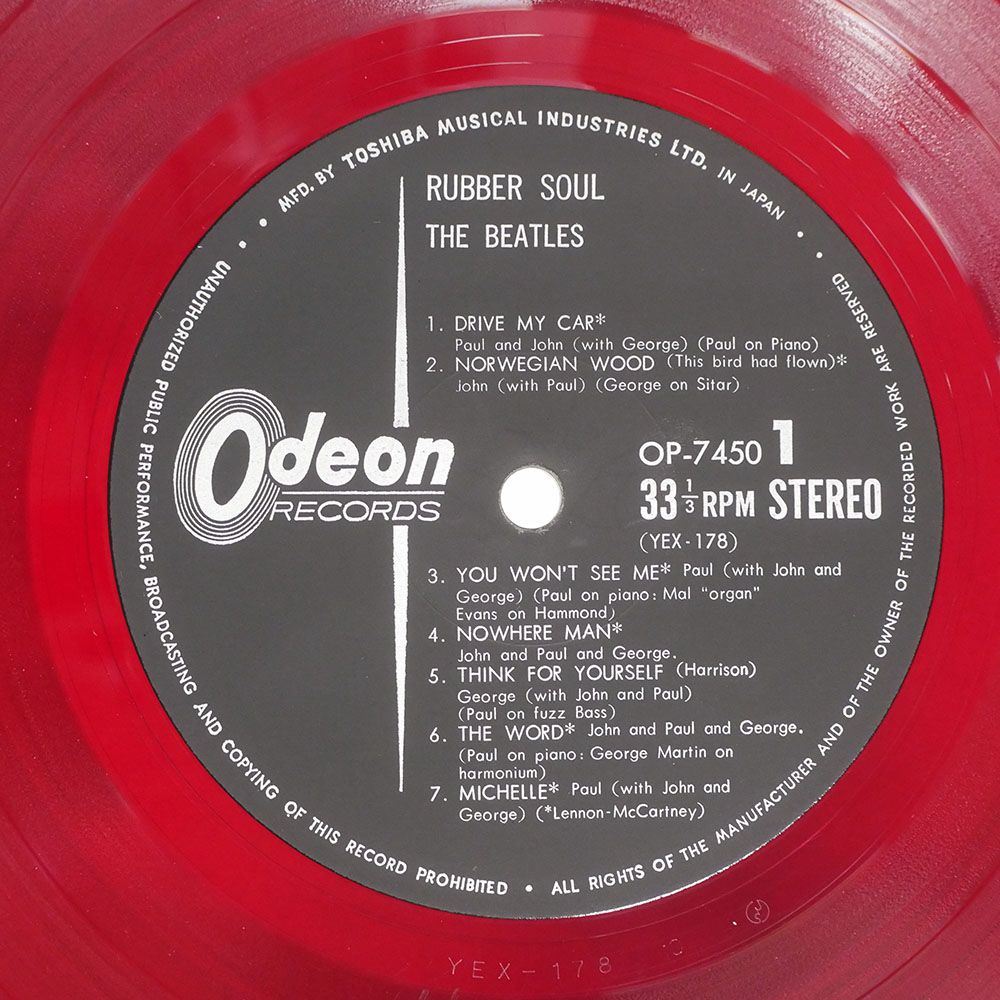 • MFD. BY TOSHIBA MUSICAL INDUSTRIES LTD. IN JAPAN •
RUBBER SOUL
THE BEATLES
1. DRIVE MY CAR*
Paul and John (with George) (Paul on Piano)
2. NORWEGIAN WOOD (This bird had flown)*
John (with Paul) (George on Sitar)
Odeon
RECORDS
OP-7450 1
33 1/3 RPM STEREO
(YEX-178)
3. YOU WON'T SEE ME* Paul (with John and
George) (Paul on piano: Mal "organ"
Evans on Hammond)
4. NOWHERE MAN*
John and Paul and George.
5. THINK FOR YOURSELF (Harrison)
George (with John and Paul)
(Paul on fuzz Bass)
6. THE WORD* John and Paul and George.
(Paul on piano: George Martin on
harmonium)
7. MICHELLE* Paul (with John and
George) (*Lennon-McCartney)
• UNAUTHORIZED PUBLIC PERFORMANCE, BROADCASTING AND COPYING OF THIS RECORD PROHIBITED • ALL RIGHTS OF THE MANUFACTURER AND OF THE OWNER OF THE RECORDED WORK ARE RESERVED •
YEX-178